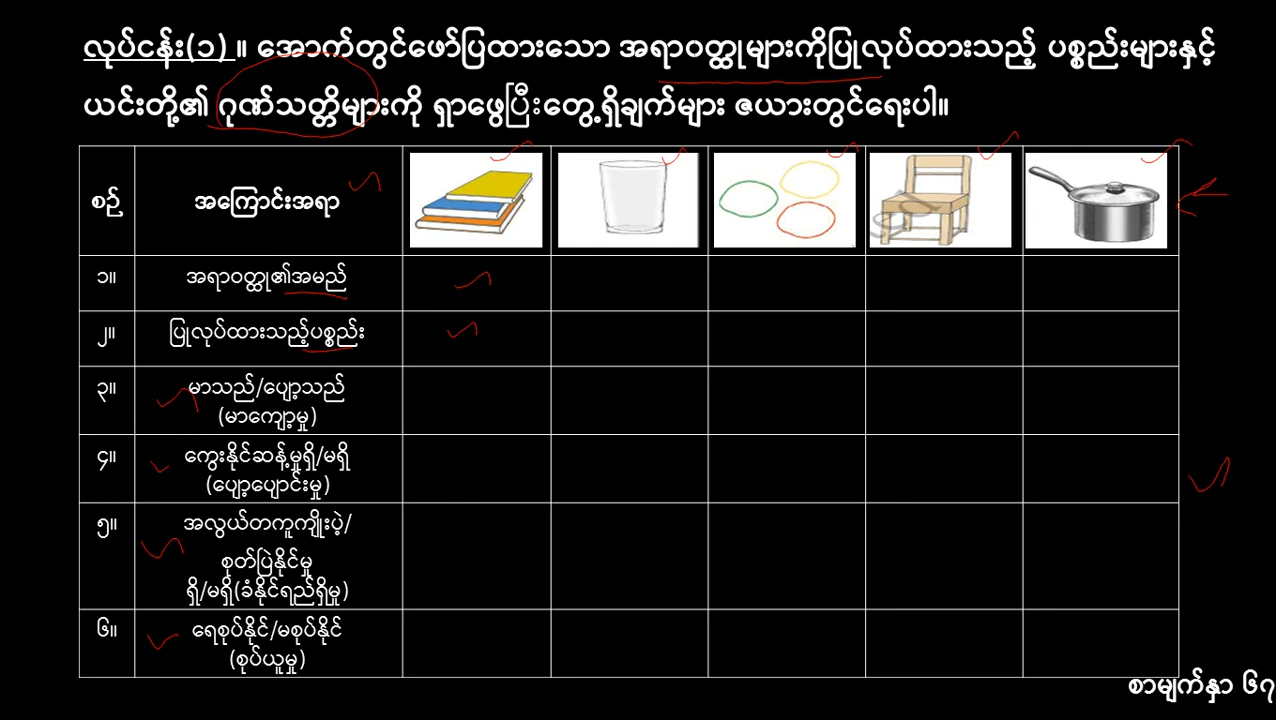 လုပ်ငန်း(၁)။ အောက်တွင်ဖော်ပြထားသော အရာဝတ္ထုများကိုပြုလုပ်ထားသည့် ပစ္စည်းများနှင့်
ယင်းတို့၏ ဂုဏ်သတ္တိများကို ရှာဖွေပြီးတွေ့ရှိချက်များ ဇယားတွင်ရေးပါ။
စဉ် အကြောင်းအရာ
၁။ အရာဝတ္ထု၏အမည်
၂။ ပြုလုပ်ထားသည့်ပစ္စည်း
၃။ မာသည်/ပျော့သည်
(မာကျော့မှု)
၄။ ကွေးနိုင်ဆန့်မှုရှိ/မရှိ
(ပျော့ပျောင်းမှု)
၅။ အလွယ်တကူကျိုးပဲ့/
စုတ်ပြဲနိုင်မှု
ရှိ/မရှိ(ခံနိုင်ရည်ရှိမှု)
၆။ ရေစုပ်နိုင်/မစုပ်နိုင်
(စုပ်ယူမှု)
စာမျက်နှာ ၆၇